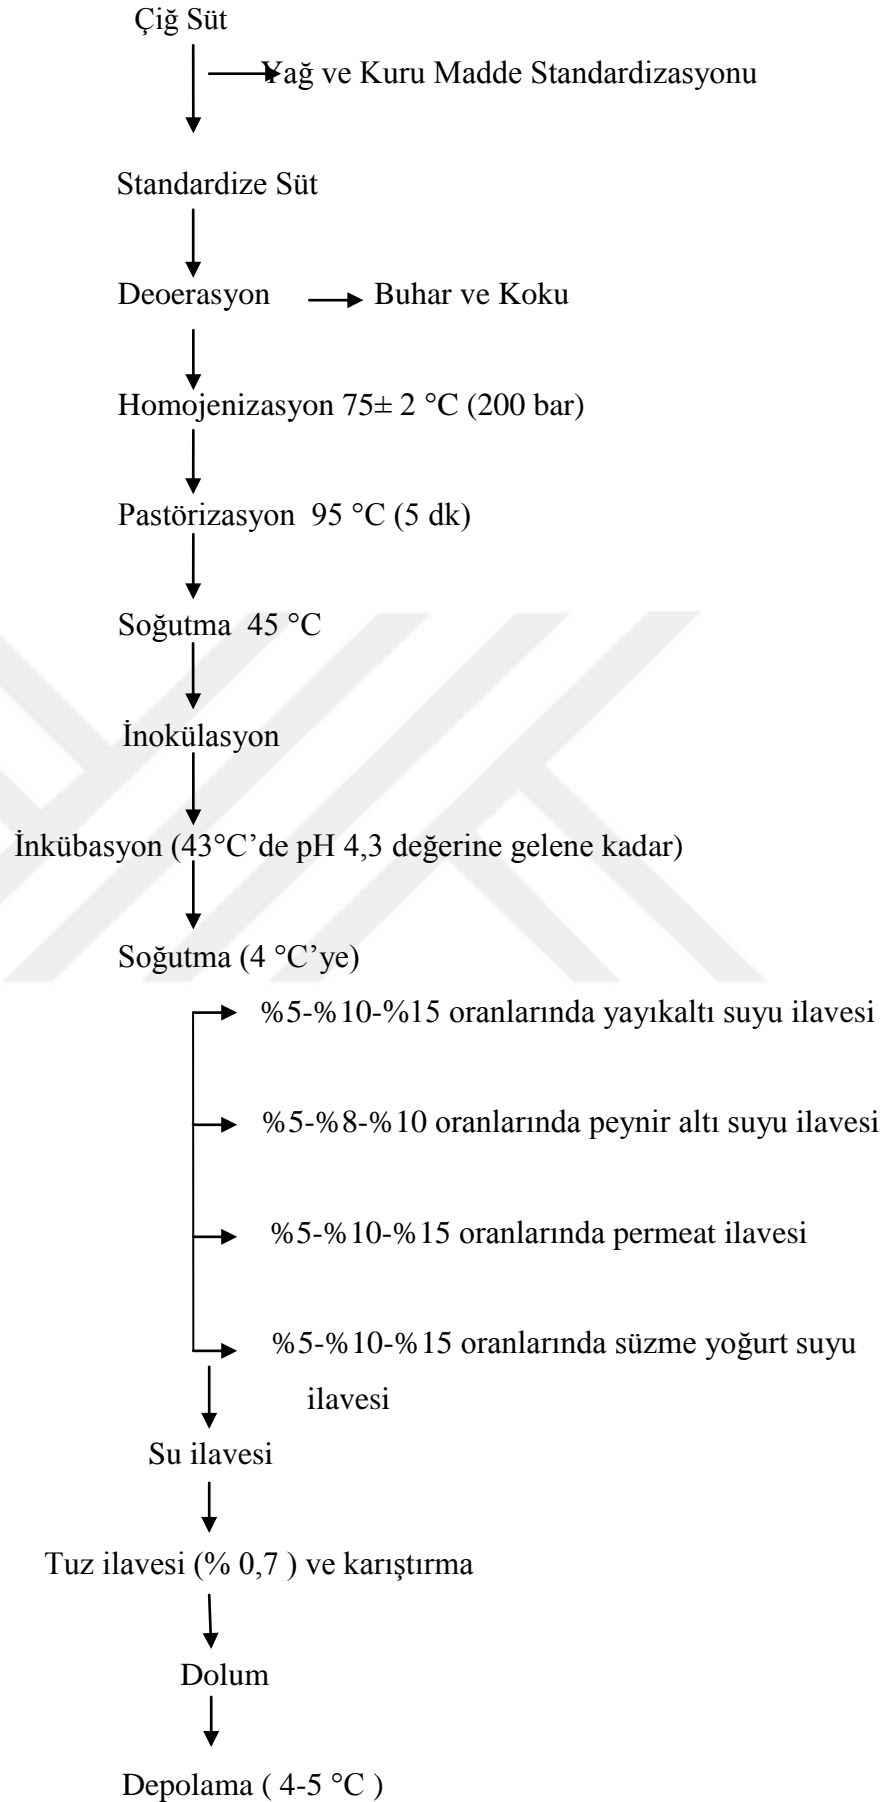 Çiğ Süt
Yağ ve Kuru Madde Standardizasyonu
Standardize Süt
Deoerasyon
Buhar ve Koku
Homojenizasyon 75± 2 °C (200 bar)
Pastörizasyon 95 °C (5 dk)
Soğutma 45 °C
İnokülasyon
İnkübasyon (43°C’de pH 4,3 değerine gelene kadar)
Soğutma (4 °C’ye)
%5-%10-%15 oranlarında yayıkaltı suyu ilavesi
%5-%8-%10 oranlarında peynir altı suyu ilavesi
%5-%10-%15 oranlarında permeat ilavesi
%5-%10-%15 oranlarında süzme yoğurt suyu
ilavesi
Su ilavesi
Tuz ilavesi (% 0,7 ) ve karıştırma
Dolum
Depolama ( 4-5 °C )